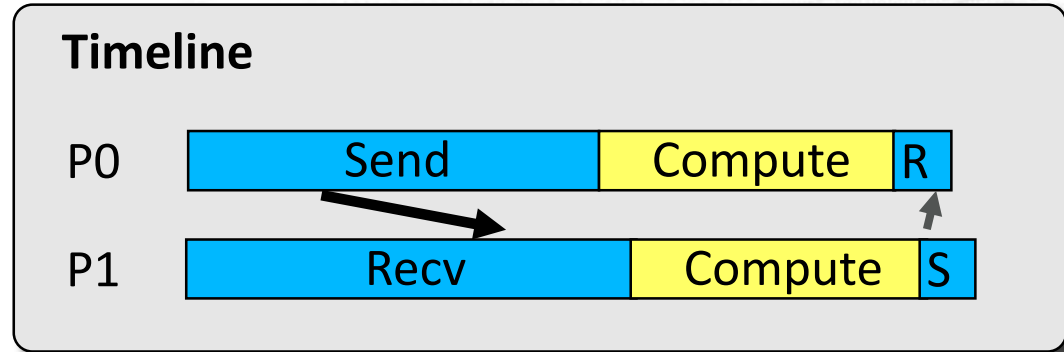 Timeline
P0 Send Compute R
P1 Recv Compute S